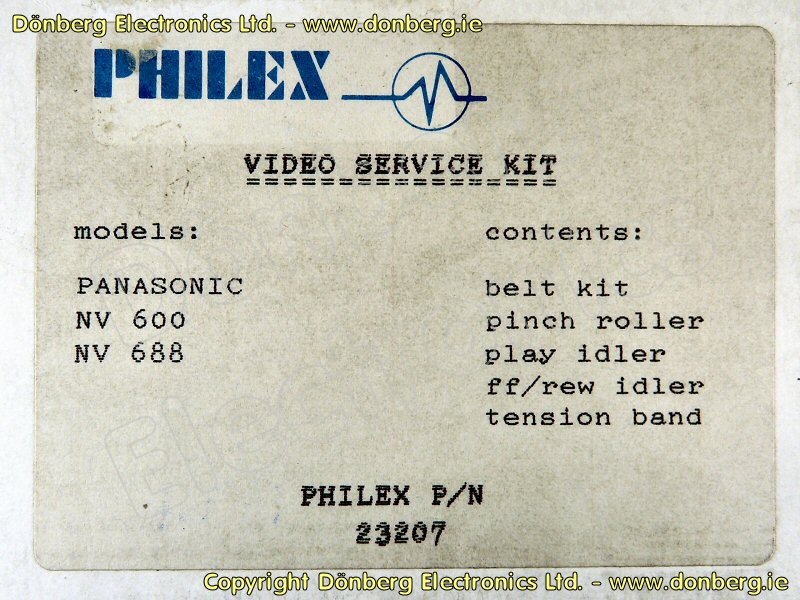 Dönberg Electronics Ltd. - www.donberg.ie
PHILEX
VIDEO SERVICE KIT
models:
PANASONIC
NV 600
NV 688
contents:
belt kit
pinch roller
play idler
ff/rew idler
tension band
PHILEX P/N
23207
Copyright Dönberg Electronics Ltd. - www.donberg.ie